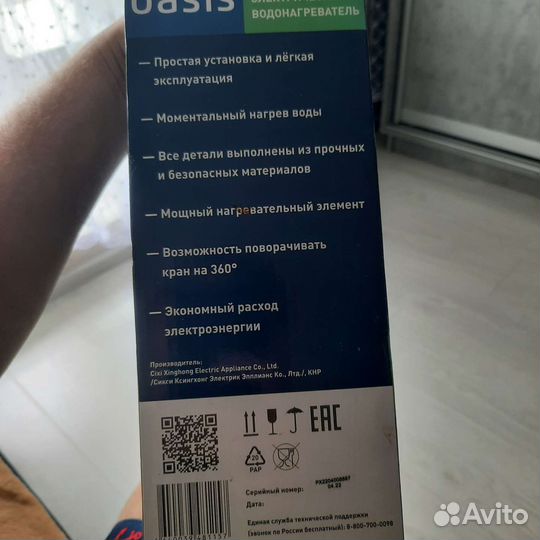 oasis
ВОДОНАГРЕВАТЕЛЬ
— Простая установка и лёгкая
эксплуатация
— Моментальный нагрев воды
— Все детали выполнены из прочных
и безопасных материалов
— Мощный нагревательный элемент
— Возможность поворачивать
кран на 360°
— Экономный расход
электроэнергии
Производитель:
Cixi Xinghong Electric Appliance Co., Ltd.
/Сикси Ксингхонг Электрик Эпплианс Ко., Лтд./, КНР
EAC
20
PAP
Серийный номер:
04.22
Дата:
Единая служба технической поддержки
(звонок по России бесплатный): 8-800-700-0098
Avito